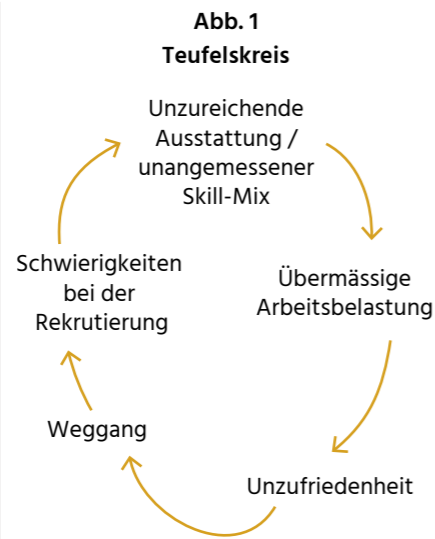 Abb. 1
Teufelskreis
Unzureichende
Ausstattung /
unangemessener
Skill-Mix
Übermässige
Arbeitsbelastung
Unzufriedenheit
Weggang
Schwierigkeiten
bei der
Rekrutierung